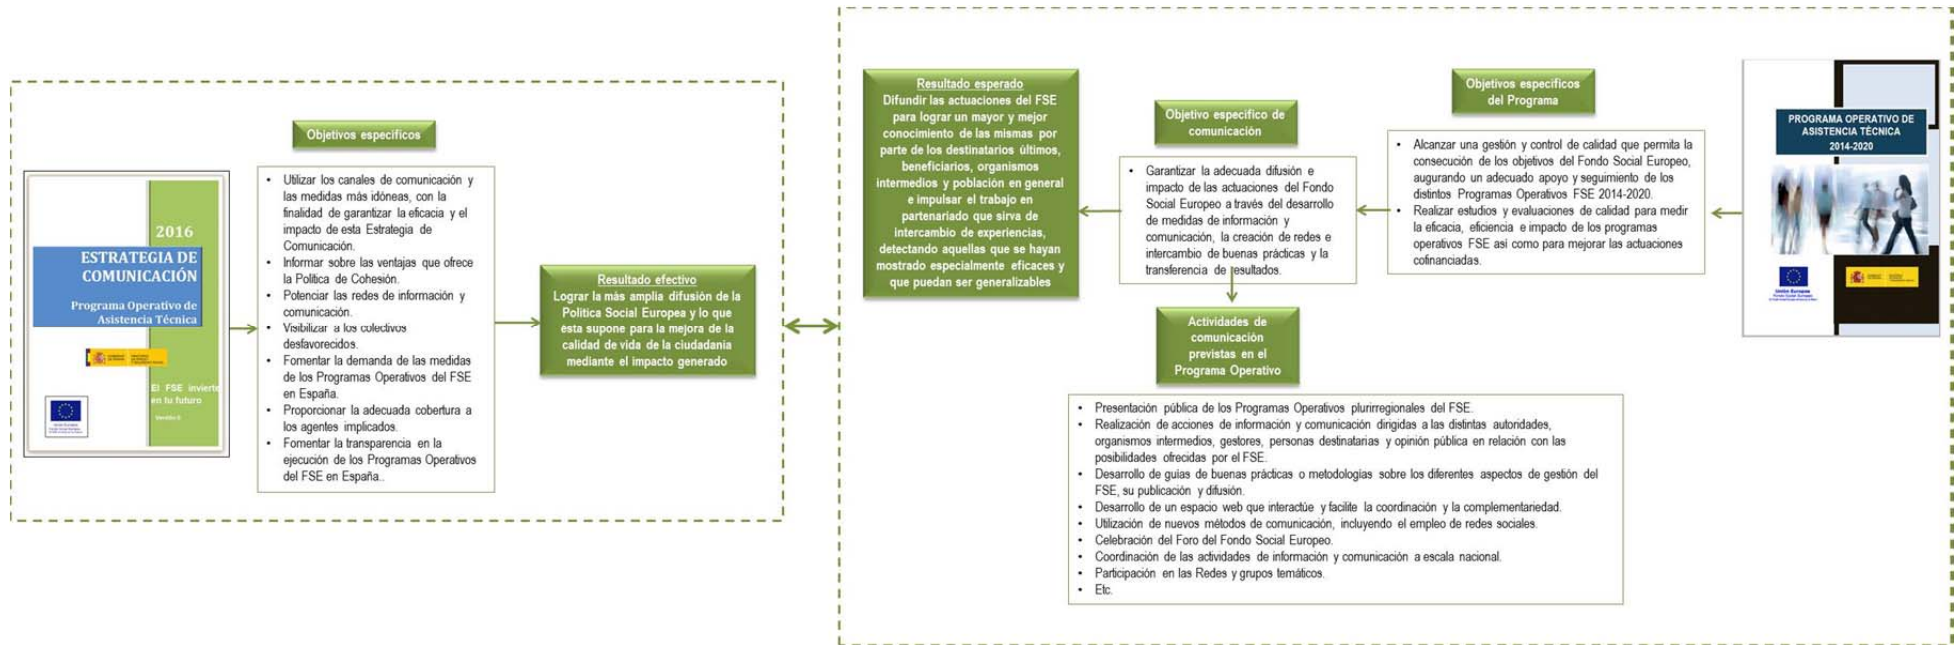 2016
ESTRATEGIA DE
COMUNICACIÓN
Programa Operativo de
Asistencia Técnica
El FSE invierte
en tu futuro
Unión Europea
Objetivos específicos
• Utilizar los canales de comunicación y
las medidas más idóneas, con la
finalidad de garantizar la eficacia y el
impacto de esta Estrategia de
Comunicación.
• Informar sobre las ventajas que ofrece
la Política de Cohesión.
• Potenciar las redes de información y
comunicación.
• Visibilizar a los colectivos
desfavorecidos.
• Fomentar la demanda de las medidas
de los Programas Operativos del FSE
en España.
• Proporcionar la adecuada cobertura a
los agentes implicados.
• Fomentar la transparencia en la
ejecución de los Programas Operativos
del FSE en España..
Resultado efectivo
Lograr la más amplia difusión de la
Política Social Europea y lo que
esta supone para la mejora de la
calidad de vida de la ciudadanía
mediante el impacto generado
Resultado esperado
Difundir las actuaciones del FSE
para lograr un mayor y mejor
conocimiento de las mismas por
parte de los destinatarios últimos,
beneficiarios, organismos
intermedios y población en general
e impulsar el trabajo en
partenariado que sirva de
intercambio de experiencias,
detectando aquellas que se hayan
mostrado especialmente eficaces y
que puedan ser generalizables
Objetivo específico de
comunicación
• Garantizar la adecuada difusión e
impacto de las actuaciones del Fondo
Social Europeo a través del desarrollo
de medidas de información y
comunicación, la creación de redes e
intercambio de buenas prácticas y la
transferencia de resultados.
Objetivos específicos
del Programa
• Alcanzar una gestión y control de calidad que permita la
consecución de los objetivos del Fondo Social Europeo,
augurando un adecuado apoyo y seguimiento de los
distintos Programas Operativos FSE 2014-2020.
• Realizar estudios y evaluaciones de calidad para medir
la eficacia, eficiencia e impacto de los programas
operativos FSE así como para mejorar las actuaciones
cofinanciadas.
PROGRAMA OPERATIVO DE
ASISTENCIA TÉCNICA
2014-2020
Unión Europea
Fondo Social Europeo
Actividades de
comunicación
previstas en el
Programa Operativo
• Presentación pública de los Programas Operativos plurirregionales del FSE.
• Realización de acciones de información y comunicación dirigidas a las distintas autoridades,
organismos intermedios, gestores, personas destinatarias y opinión pública en relación con las
posibilidades ofrecidas por el FSE.
• Desarrollo de guías de buenas prácticas o metodologías sobre los diferentes aspectos de gestión del
FSE, su publicación y difusión.
• Desarrollo de un espacio web que interactúe y facilite la coordinación y la complementariedad.
• Utilización de nuevos métodos de comunicación, incluyendo el empleo de redes sociales.
• Celebración del Foro del Fondo Social Europeo.
• Coordinación de las actividades de información y comunicación a escala nacional.
• Participación en las Redes y grupos temáticos.
• Etc.